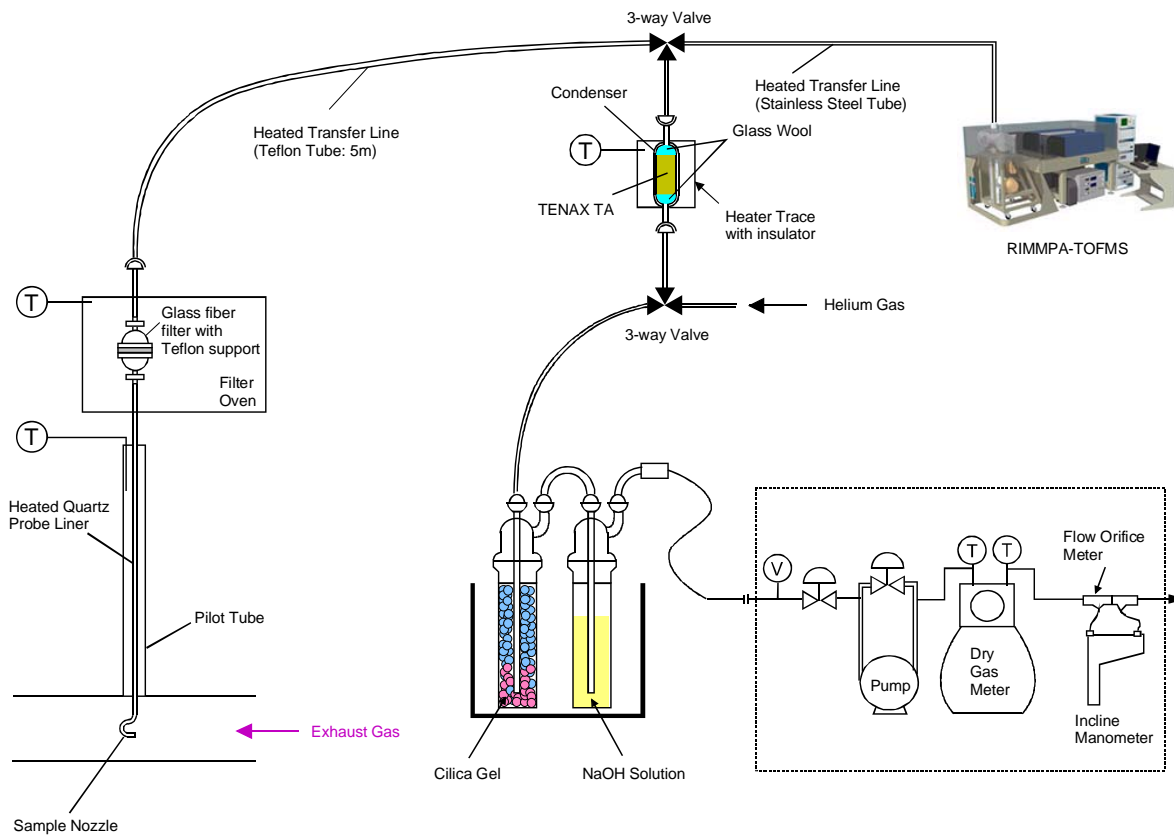 3-way Valve
Heated Transfer Line
(Teflon Tube: 5m)
Condenser
Heated Transfer Line
(Stainless Steel Tube)
Glass Wool
T
TENAX TA
Heater Trace
with insulator
RIMMPA-TOFMS
T
Glass fiber
filter with
Teflon support
Filter
Oven
Helium Gas
3-way Valve
T
Heated Quartz
Probe Liner
Pilot Tube
Exhaust Gas
Sample Nozzle
Cilica Gel
NaOH Solution
V
Pump
T
T
Dry
Gas
Meter
Flow Orifice
Meter
Incline
Manometer